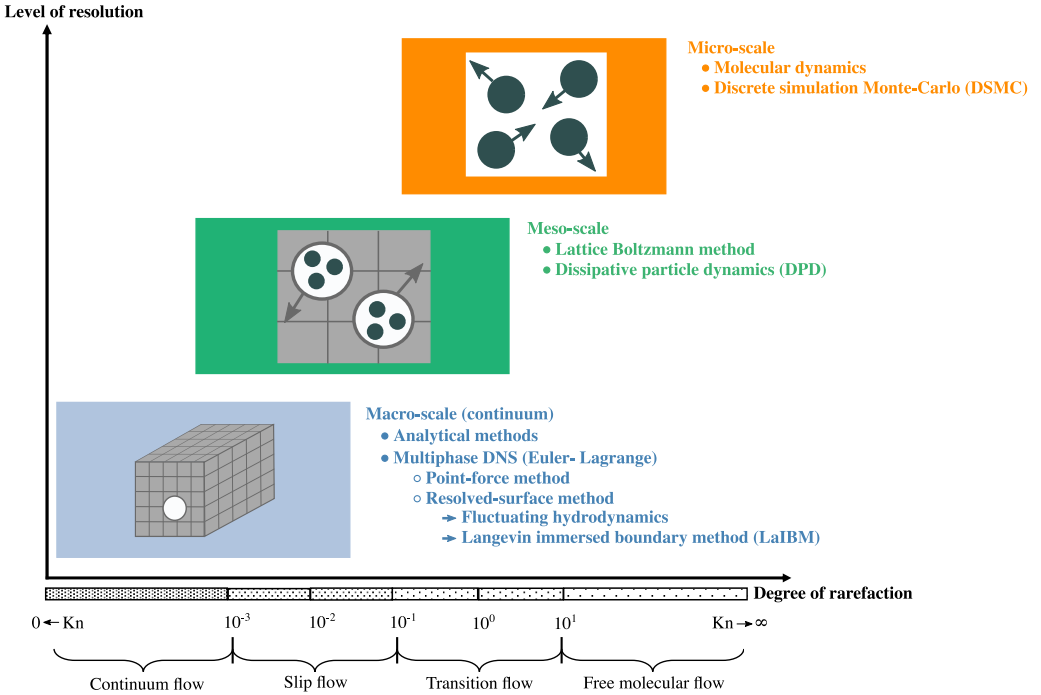 Level of resolution
Micro-scale
● Molecular dynamics
● Discrete simulation Monte-Carlo (DSMC)
Meso-scale
● Lattice Boltzmann method
● Dissipative particle dynamics (DPD)
Macro-scale (continuum)
● Analytical methods
● Multiphase DNS (Euler- Lagrange)
○ Point-force method
○ Resolved-surface method
→ Fluctuating hydrodynamics
→ Langevin immersed boundary method (LaIBM)
Degree of rarefaction
0 ← Kn 10⁻³ 10⁻² 10⁻¹ 10⁰ 10¹ Kn → ∞
Continuum flow Slip flow Transition flow Free molecular flow